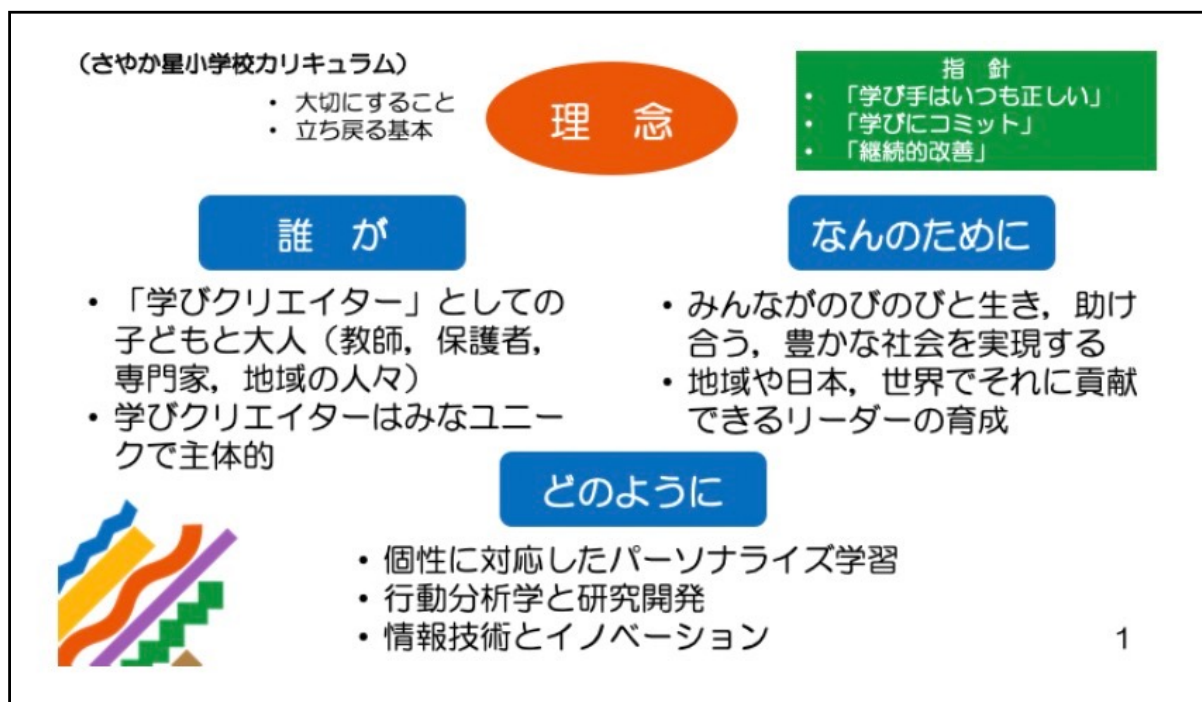 （さやか星小学校カリキュラム）
• 大切にすること
• 立ち戻る基本
理 念
指 針
• 「学び手はいつも正しい」
• 「学びにコミット」
• 「継続的改善」
誰 が
• 「学びクリエイター」としての
子どもと大人（教師，保護者，
専門家，地域の人々）
• 学びクリエイターはみなユニー
クで主体的
なんのために
• みんながのびのびと生き，助け
合う，豊かな社会を実現する
• 地域や日本，世界でそれに貢献
できるリーダーの育成
どのように
• 個性に対応したパーソナライズ学習
• 行動分析学と研究開発
• 情報技術とイノベーション
1